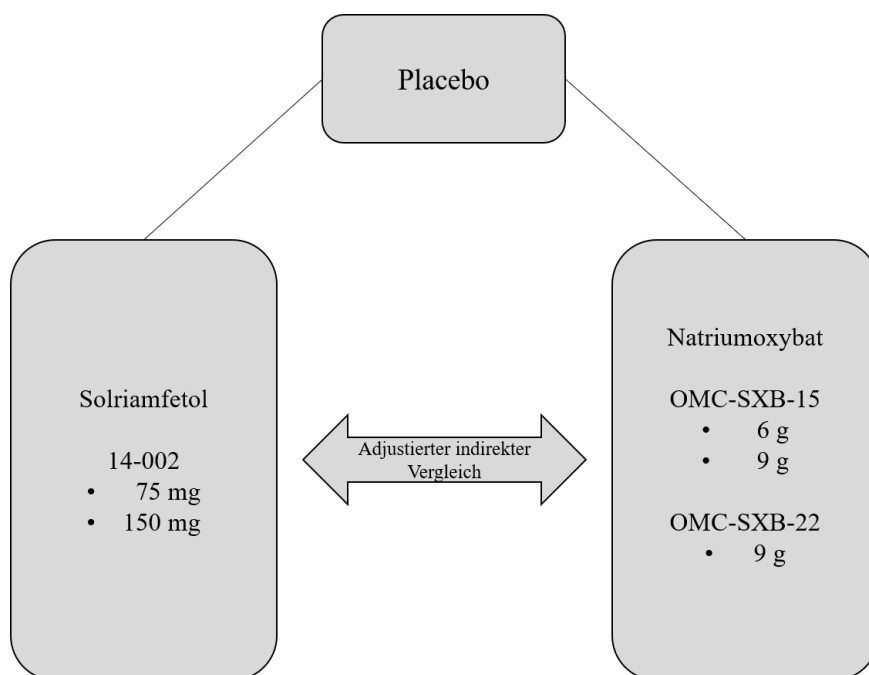 Placebo
Solriamfetol
14-002
• 75 mg
• 150 mg
Adjustierter indirekter
Vergleich
Natriumoxybat
OMC-SXB-15
• 6 g
• 9 g
OMC-SXB-22
• 9 g